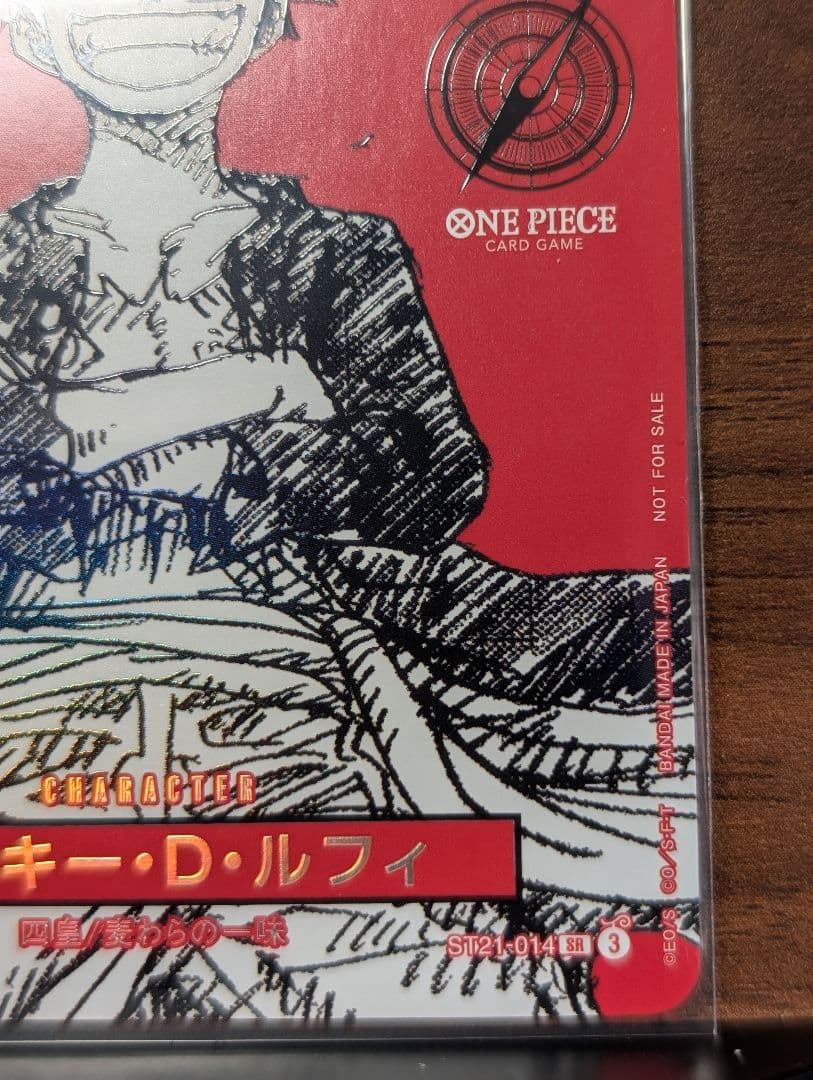 ONE PIECE
CARD GAME
NOT FOR SALE
BANDAI MADE IN JAPAN
©EO/S ©O/S･F･T
CHARACTER
キー・D・ルフィ
四皇/麦わらの一味
ST21-014 SR 3